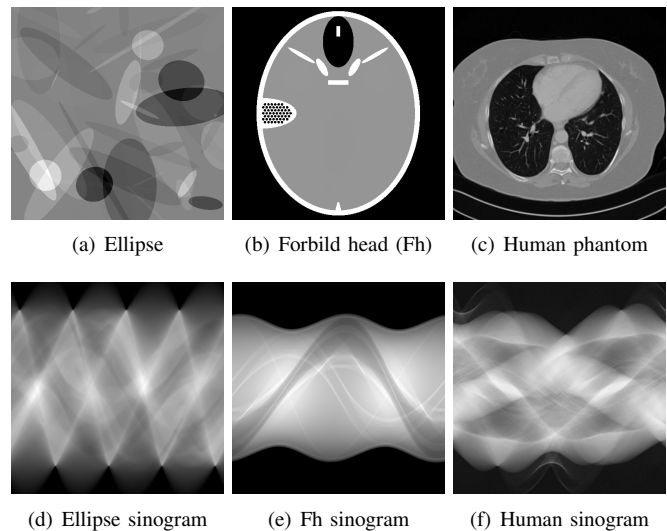 (a) Ellipse
(b) Forbild head (Fh)
(c) Human phantom
(d) Ellipse sinogram
(e) Fh sinogram
(f) Human sinogram